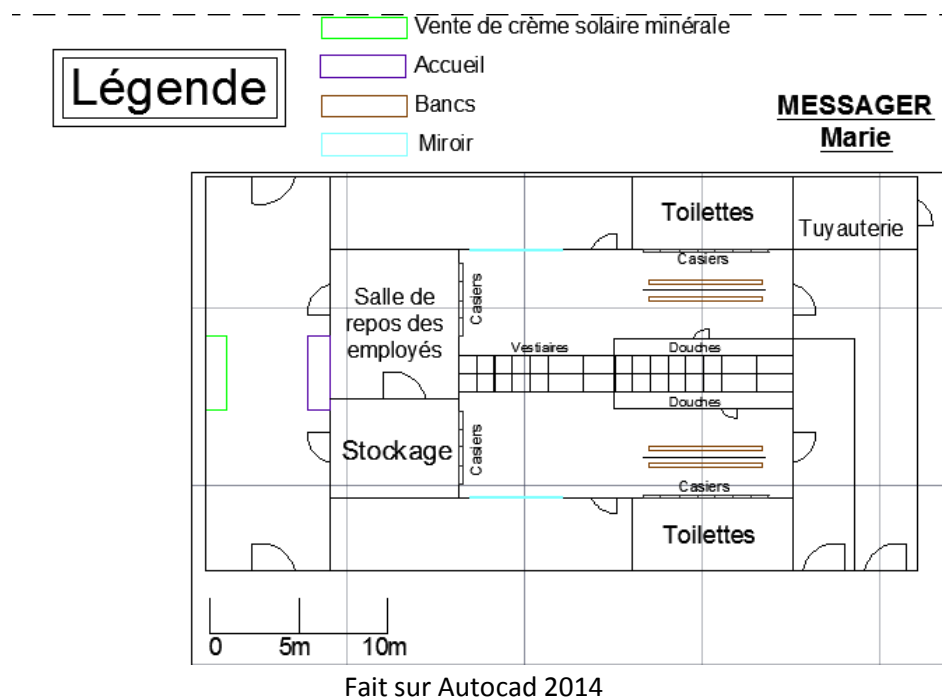 Vente de crème solaire minérale
Légende
Accueil
Bancs
Miroir
MESSAGER
Marie
Toilettes
Tuyauterie
Casiers
Salle de
repos des
employés
Casiers
Vestiaires
Douches
Douches
Stockage
Casiers
Casiers
Toilettes
0 5m 10m
Fait sur Autocad 2014